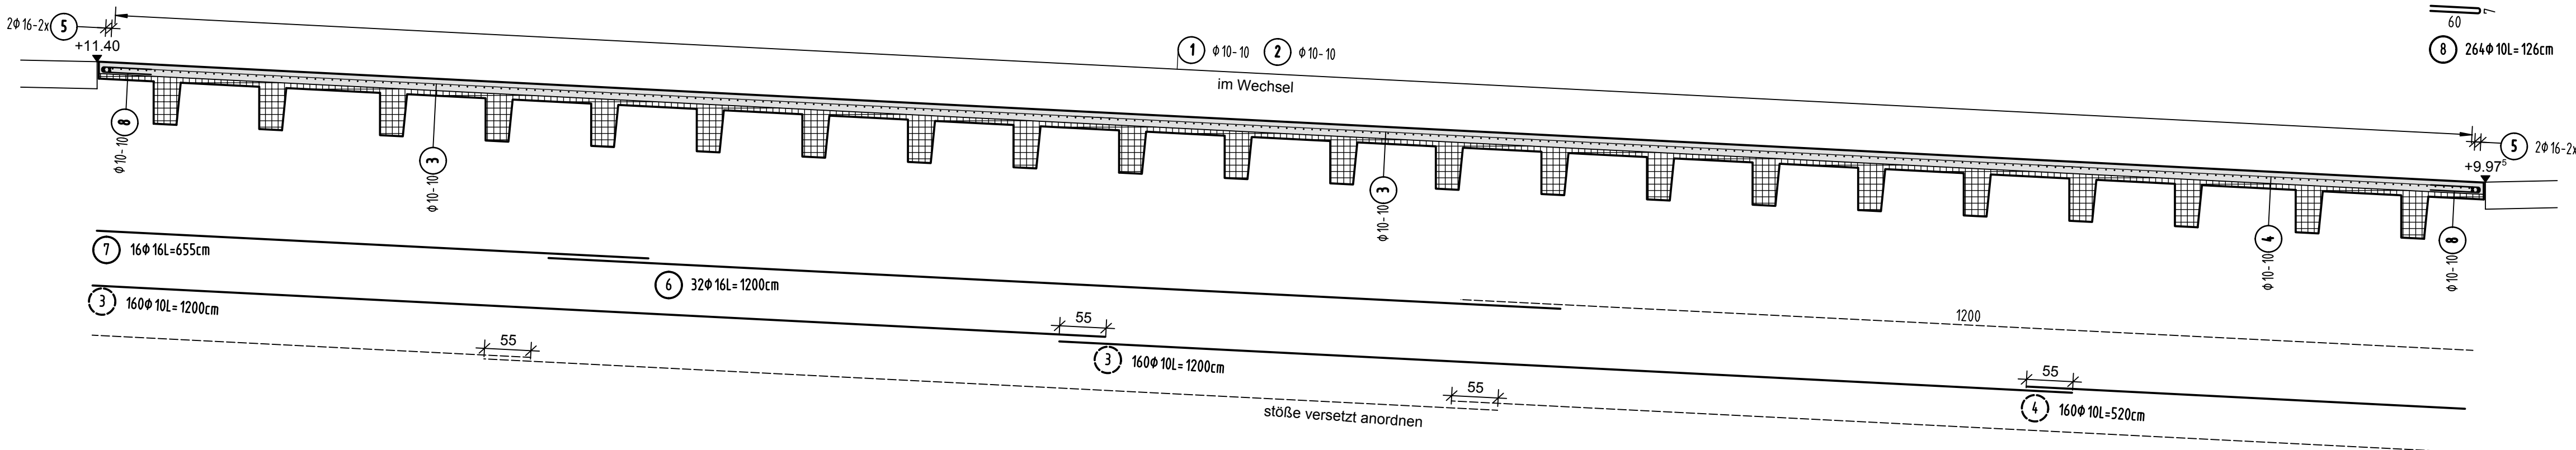 2ϕ16-2x 5
+11.40
1 ϕ10-10 2 ϕ10-10
im Wechsel
60
7
8 264ϕ10L=126cm
8 ϕ10-10
3 ϕ10-10
3 ϕ10-10
4 ϕ10-10
8 ϕ10-10
5 2ϕ16-2x
+9.97⁵
7 16ϕ16L=655cm
6 32ϕ16L=1200cm
1200
3 160ϕ10L=1200cm
55
3 160ϕ10L=1200cm
55
4 160ϕ10L=520cm
55
55
stöße versetzt anordnen